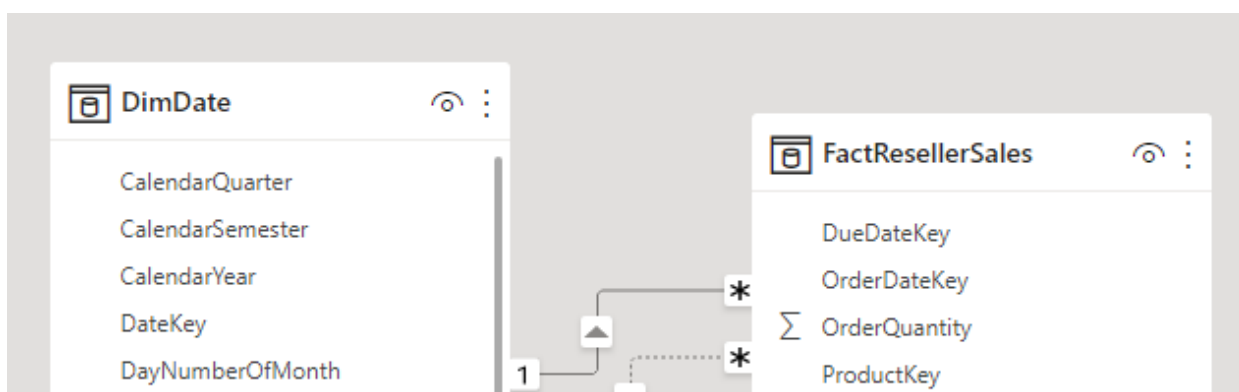 DimDate
CalendarQuarter
CalendarSemester
CalendarYear
DateKey
DayNumberOfMonth
1
*
*
FactResellerSales
DueDateKey
OrderDateKey
Σ OrderQuantity
ProductKey